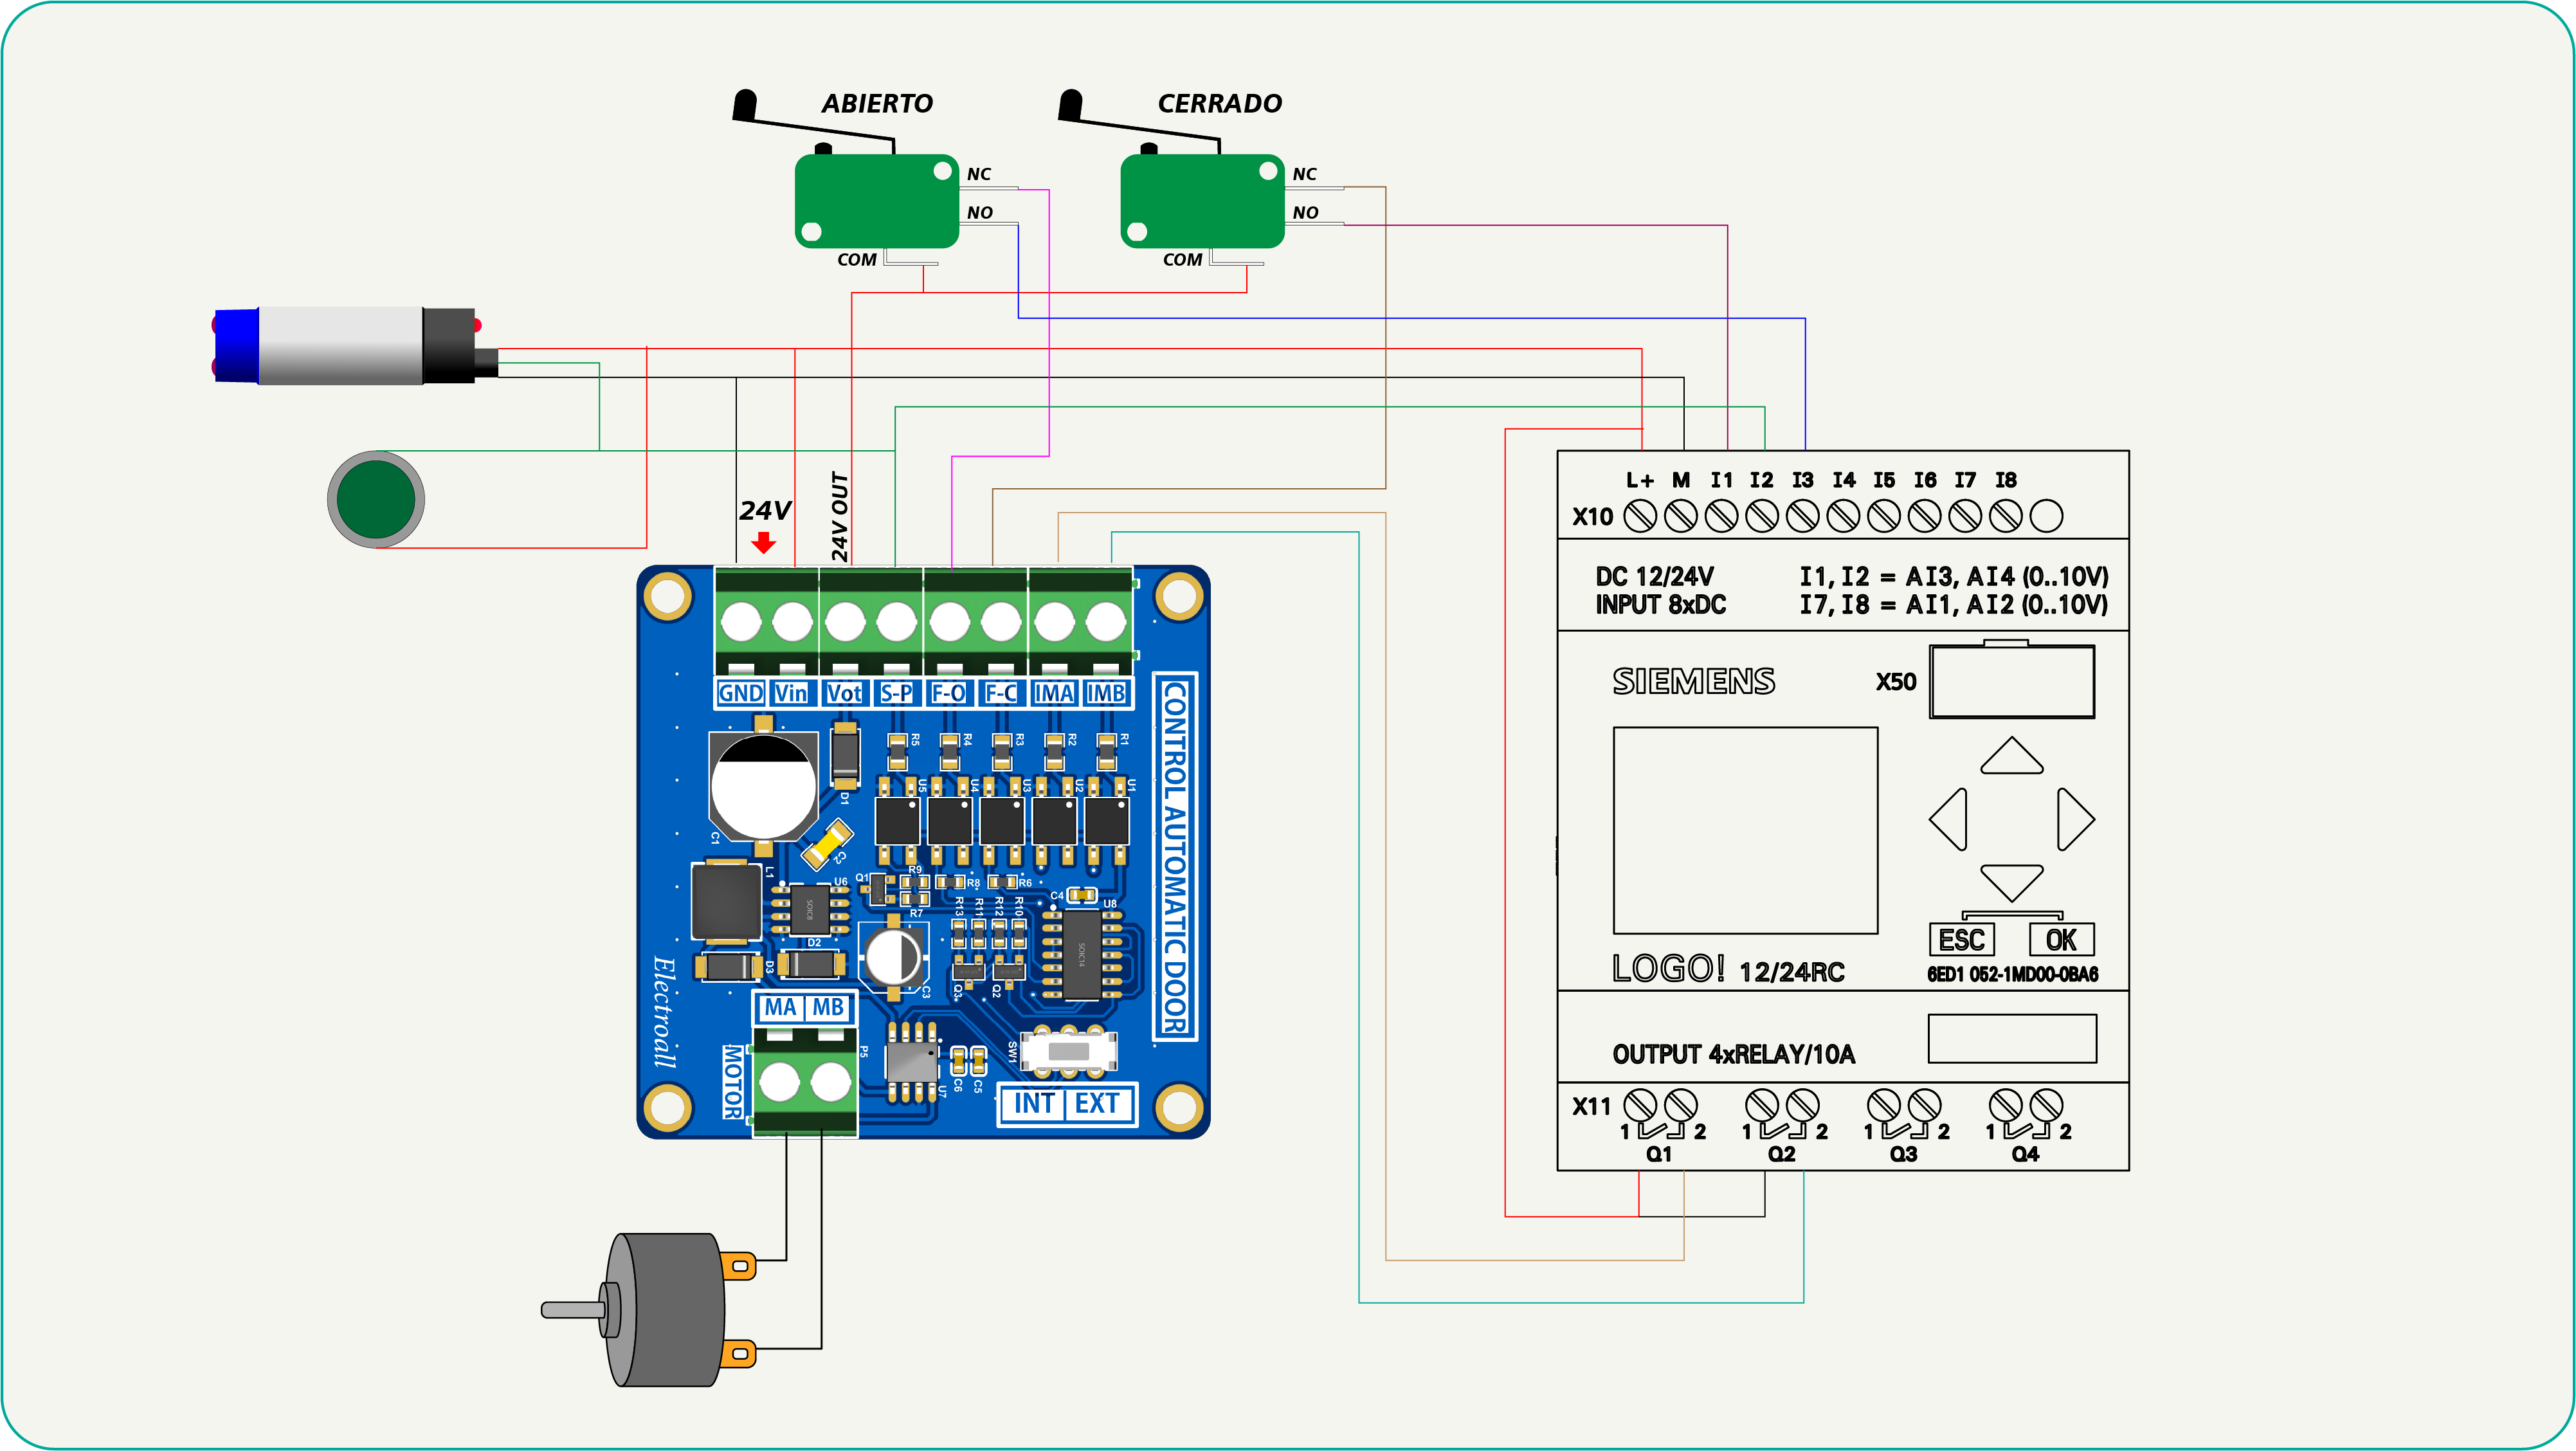 ABIERTO
CERRADO
NC
NO
COM
NC
NO
COM
24V
24V OUT
GND Vin Vot S-P F-O F-C IMA IMB
R5 R4 R3 R2 R1
U5 U4 U3 U2 U1
D1
C1
C2
L1
U6
SOIC8
Q1
R9
R8
R6
R7
C4
U8
SOIC14
R13 R11 R12 R10
D2
D3
C3
Q3
Q2
Electroall
MA MB
MOTOR
P5
U7
C6
C5
SW1
INT EXT
CONTROL AUTOMATIC DOOR
L+ M I1 I2 I3 I4 I5 I6 I7 I8
X10
DC 12/24V
INPUT 8xDC
I1, I2 = AI3, AI4 (0..10V)
I7, I8 = AI1, AI2 (0..10V)
SIEMENS
X50
ESC
OK
LOGO! 12/24RC
6ED1 052-1MD00-0BA6
OUTPUT 4xRELAY/10A
X11
1 2 1 2 1 2 1 2
Q1 Q2 Q3 Q4